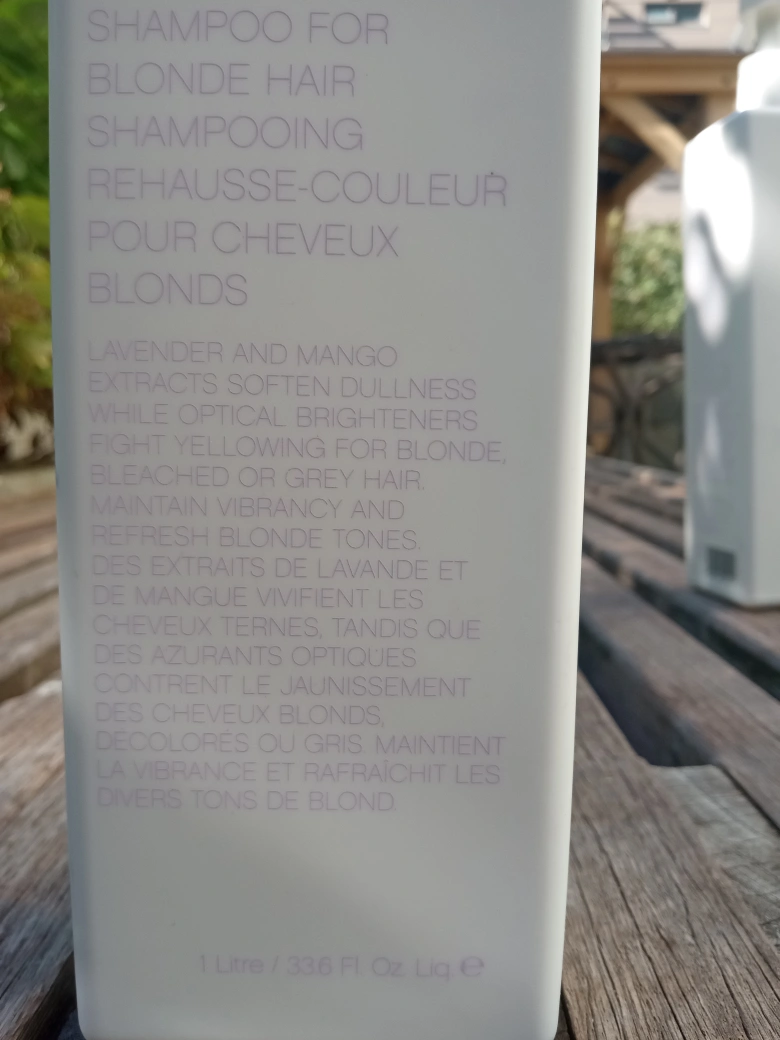 SHAMPOO FOR
BLONDE HAIR
SHAMPOOING
REHAUSSE-COULEUR
POUR CHEVEUX
BLONDS
LAVENDER AND MANGO
EXTRACTS SOFTEN DULLNESS
WHILE OPTICAL BRIGHTENERS
FIGHT YELLOWING FOR BLONDE,
BLEACHED OR GREY HAIR.
MAINTAIN VIBRANCY AND
REFRESH BLONDE TONES.
DES EXTRAITS DE LAVANDE ET
DE MANGUE VIVIFIENT LES
CHEVEUX TERNES, TANDIS QUE
DES AZURANTS OPTIQUES
CONTRENT LE JAUNISSEMENT
DES CHEVEUX BLONDS,
DECOLORÉS OU GRIS. MAINTIENT
LA VIBRANCE ET RAFRAÎCHIT LES
DIVERS TONS DE BLOND.
1 Litre / 33.6 Fl. Oz. Liq. ℮